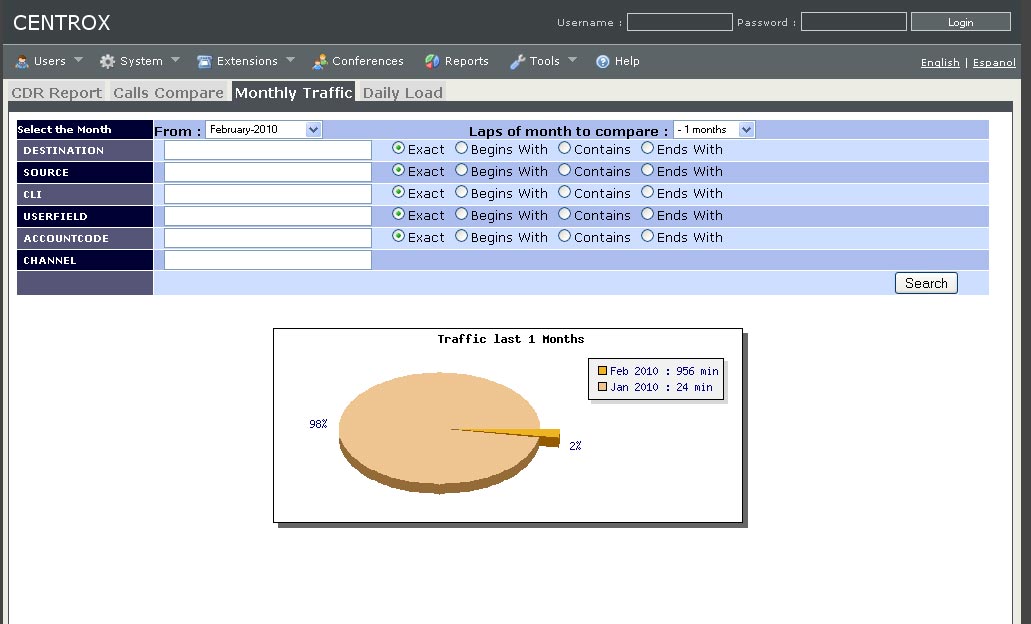 CENTROX
Username : Password : Login
Users System Extensions Conferences Reports Tools Help English | Espanol
CDR Report Calls Compare Monthly Traffic Daily Load
Select the Month From : February-2010 Laps of month to compare : - 1 months
DESTINATION Exact Begins With Contains Ends With
SOURCE Exact Begins With Contains Ends With
CLI Exact Begins With Contains Ends With
USERFIELD Exact Begins With Contains Ends With
ACCOUNTCODE Exact Begins With Contains Ends With
CHANNEL
Search
Traffic last 1 Months
Feb 2010 : 956 min
Jan 2010 : 24 min
98%
2%